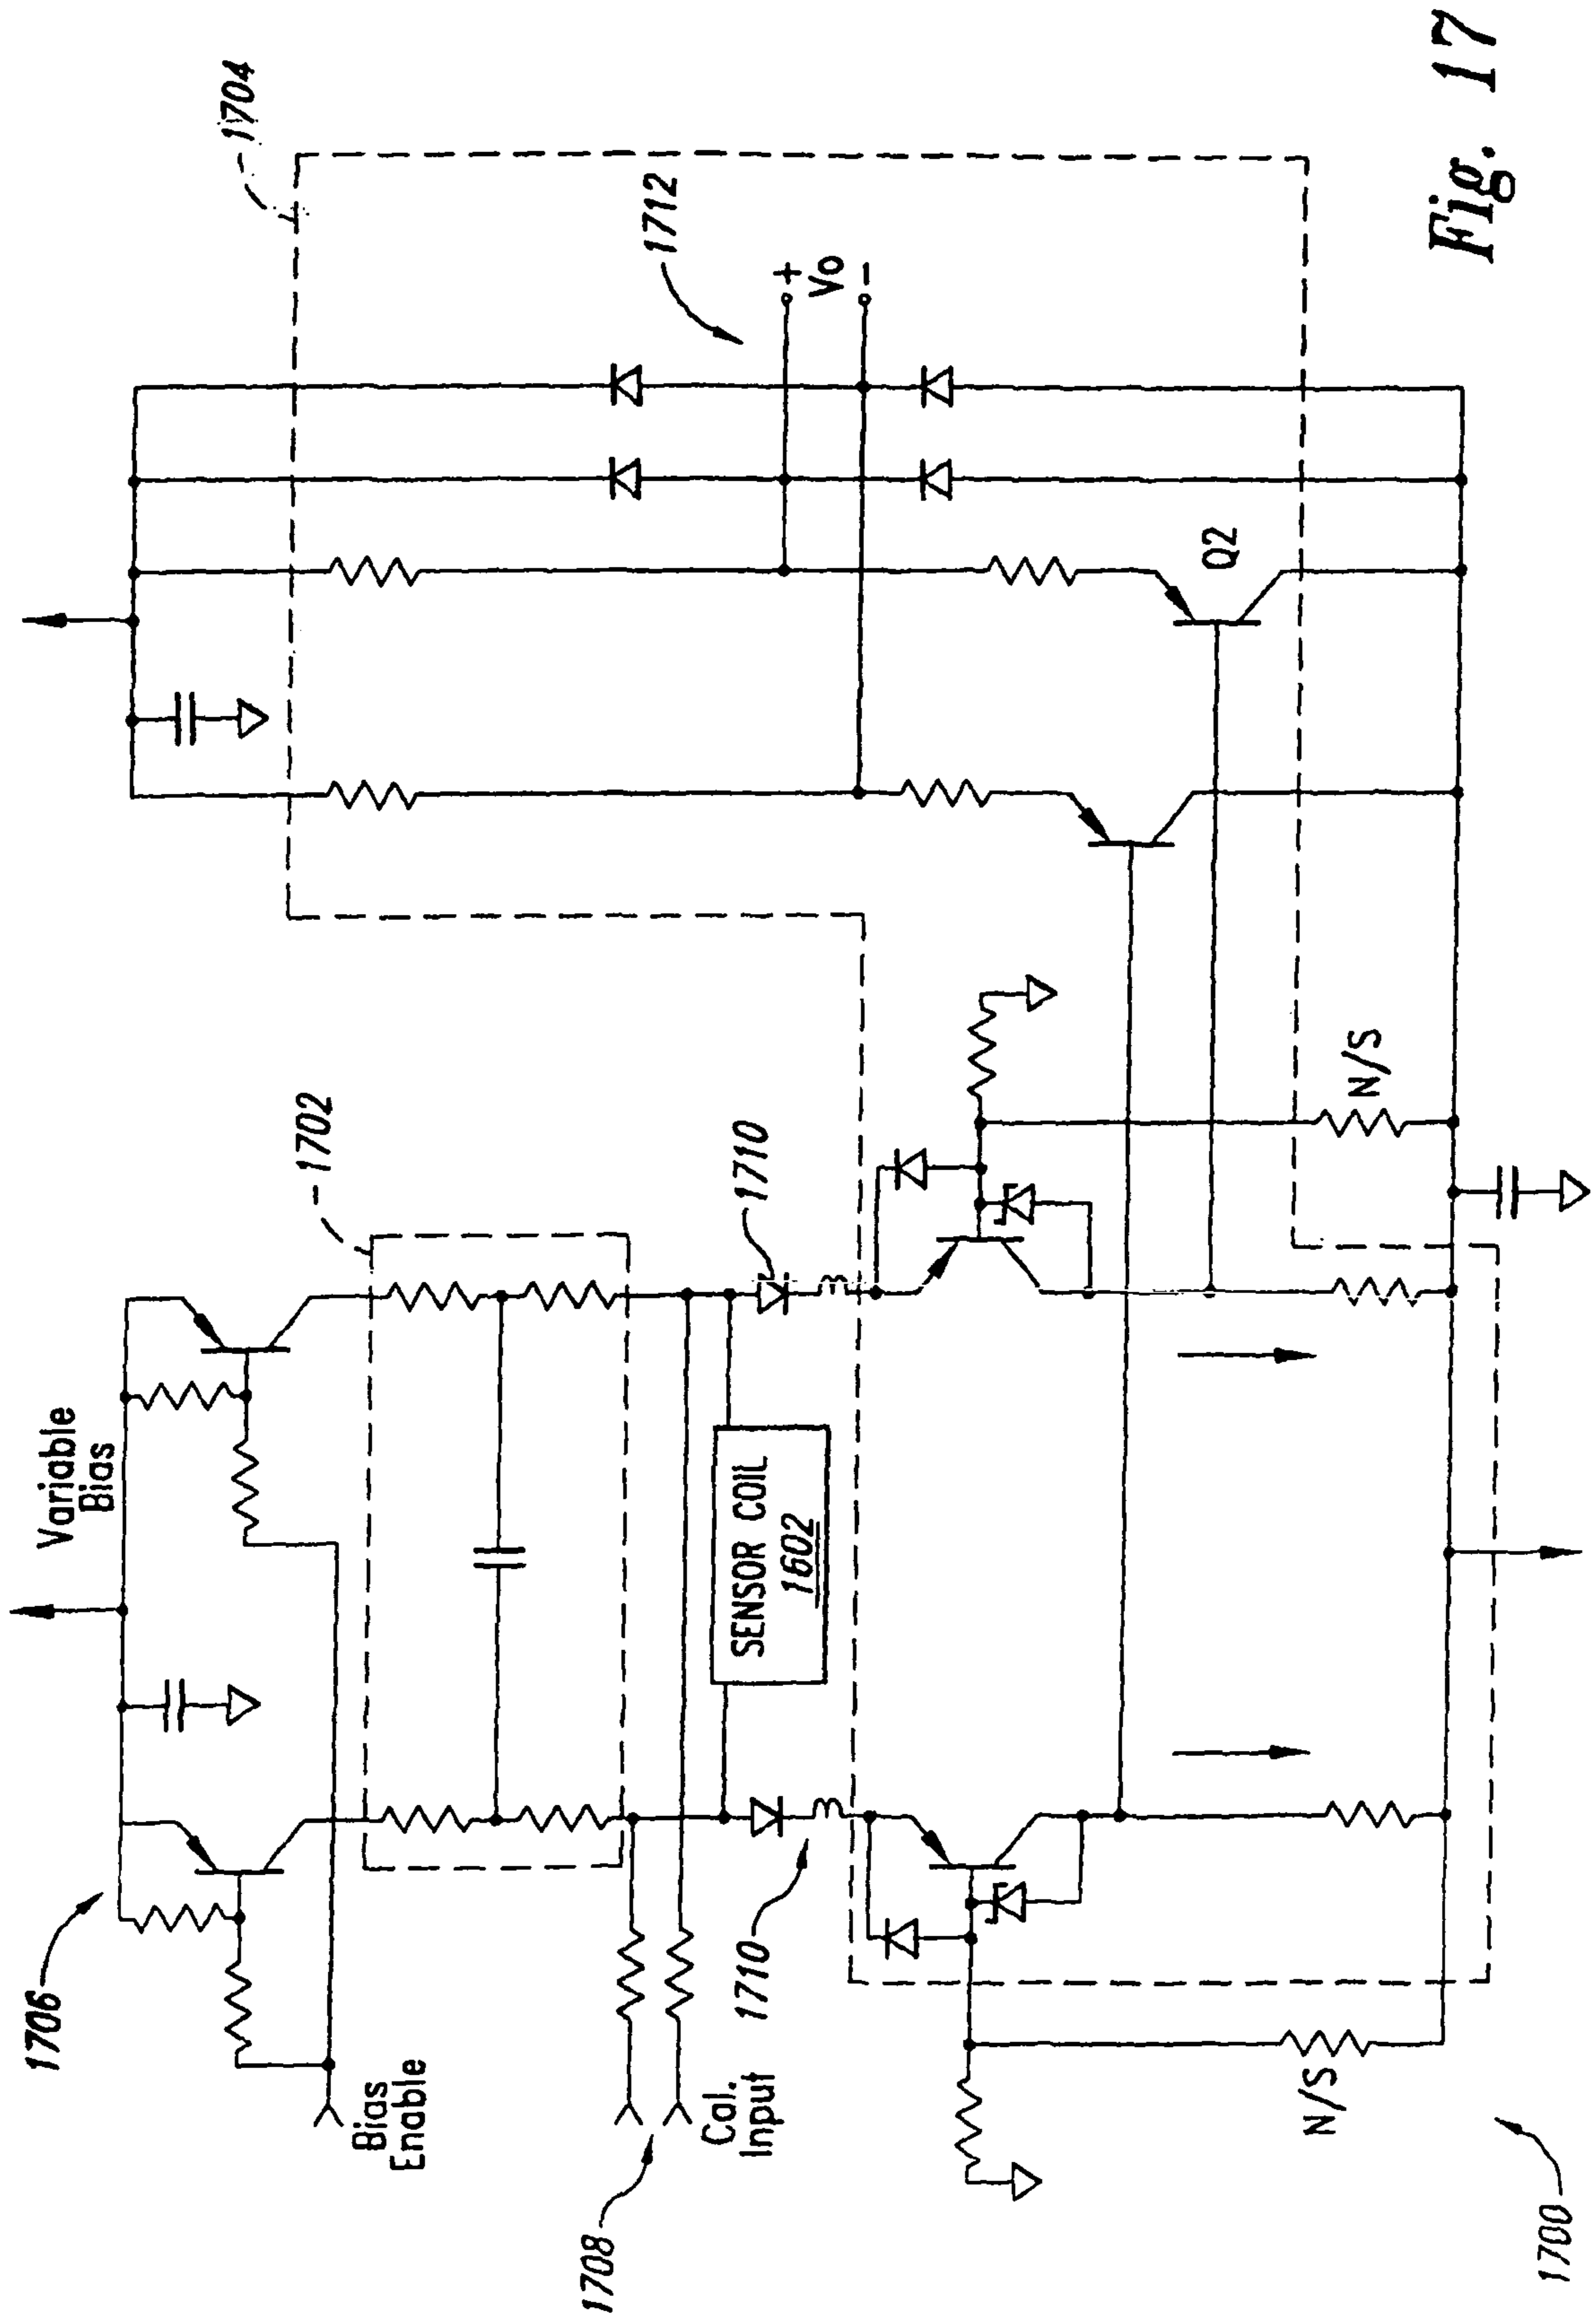 1706
Variable
Bias
1702
1704
Bias
Enable
1708
Cal.
Input
1710
SENSOR COIL
1602
1710
1712
+
Vo
-
Q2
N/S
N/S
1700
Fig. 17